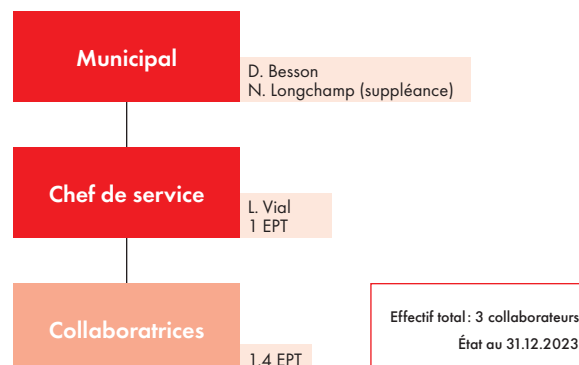 Municipal
D. Besson
N. Longchamp (suppléance)
Chef de service
L. Vial
1 EPT
Collaboratrices
1.4 EPT
Effectif total : 3 collaborateurs
État au 31.12.2023